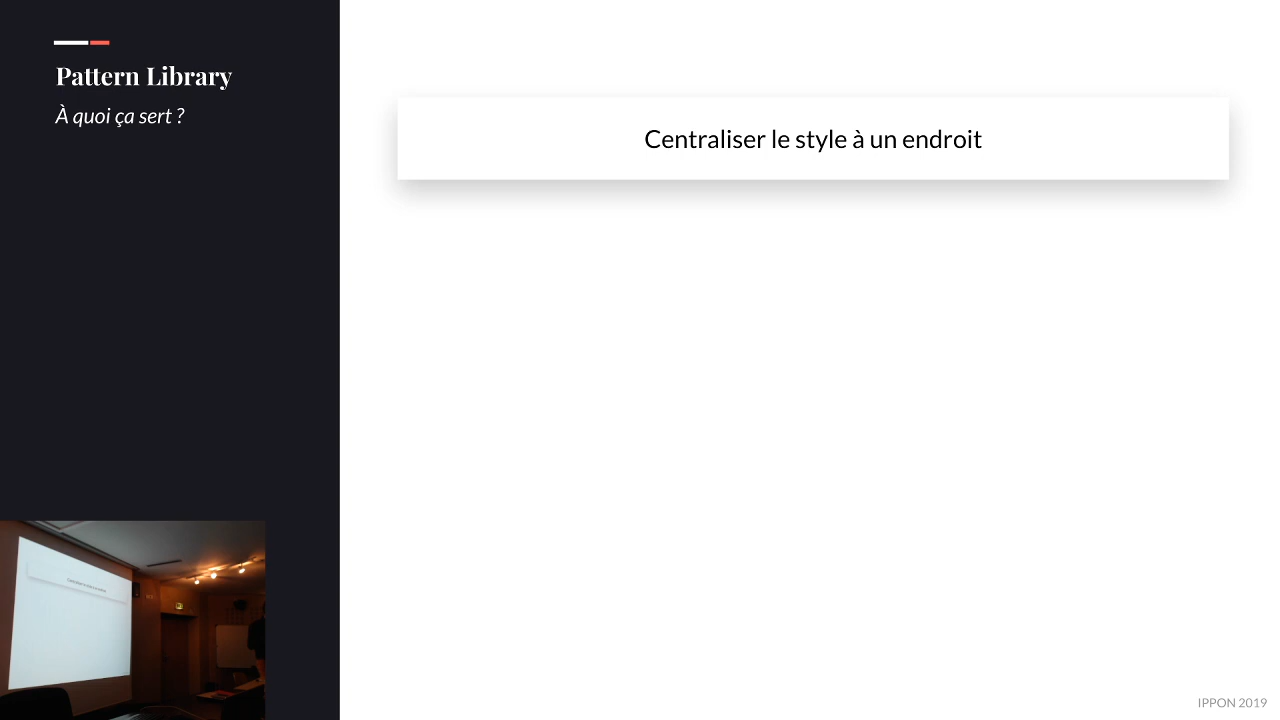 Pattern Library
À quoi ça sert ?
Centraliser le style à un endroit
IPPON 2019